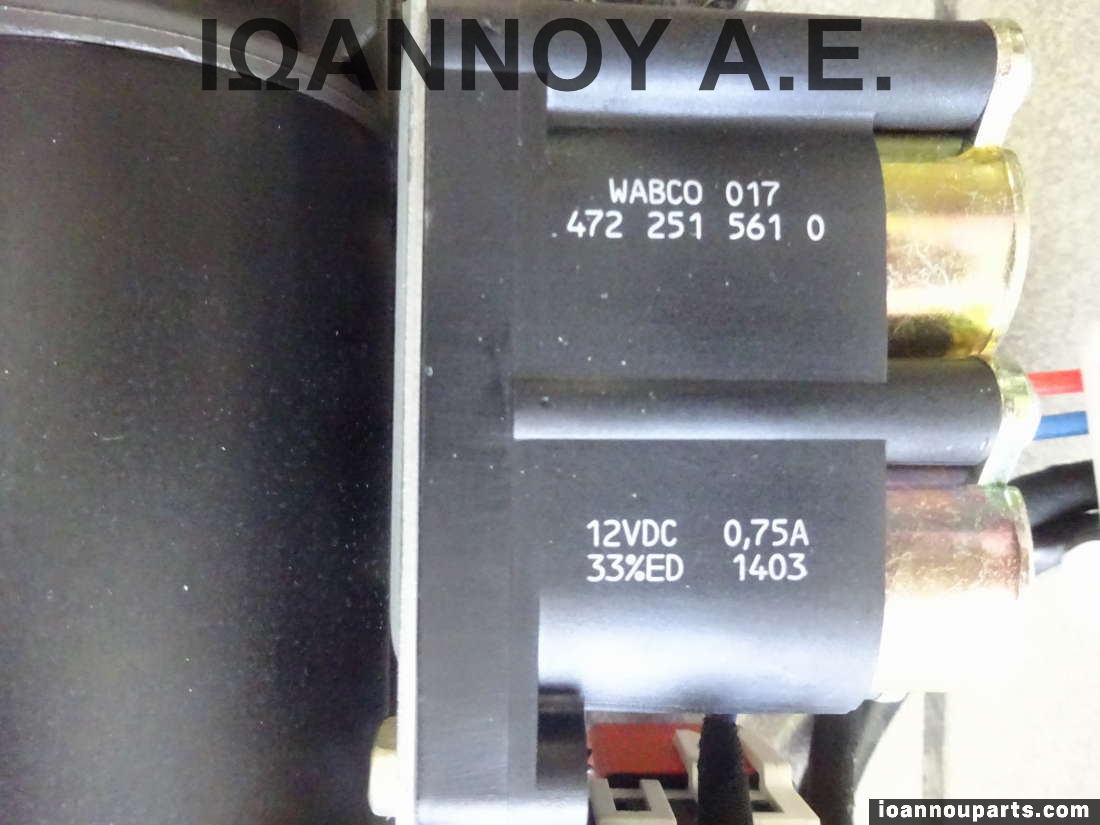 ΙΩΑΝΝΟΥ Α.Ε.
WABCO 017
472 251 561 0
12VDC 0,75A
33%ED 1403
ioannouparts.com